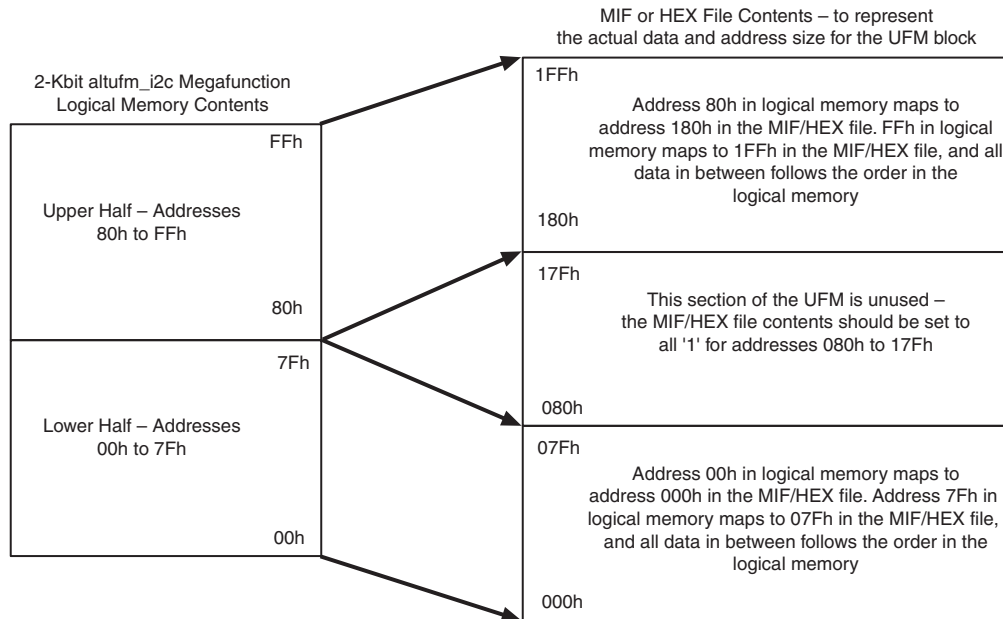 2-Kbit altufm_i2c Megafunction
Logical Memory Contents
FFh
Upper Half – Addresses
80h to FFh
80h
7Fh
Lower Half – Addresses
00h to 7Fh
00h
MIF or HEX File Contents – to represent
the actual data and address size for the UFM block
1FFh
Address 80h in logical memory maps to
address 180h in the MIF/HEX file. FFh in logical
memory maps to 1FFh in the MIF/HEX file, and all
data in between follows the order in the
logical memory
180h
17Fh
This section of the UFM is unused –
the MIF/HEX file contents should be set to
all '1' for addresses 080h to 17Fh
080h
07Fh
Address 00h in logical memory maps to
address 000h in the MIF/HEX file. Address 7Fh in
logical memory maps to 07Fh in the MIF/HEX file,
and all data in between follows the order in the
logical memory
000h